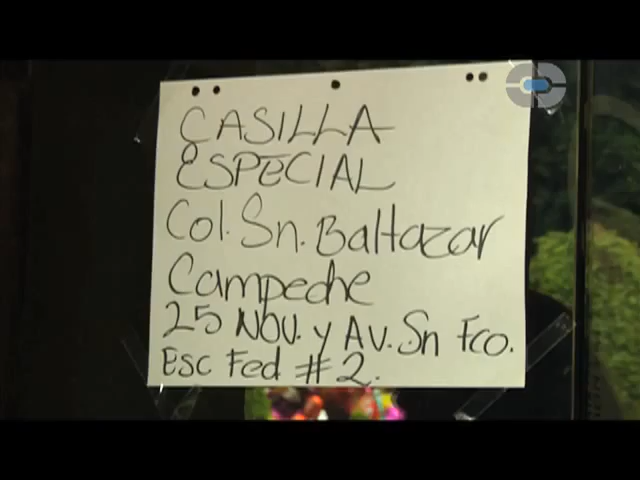 CASILLA
ESPECIAL
Col. Sn. Baltazar
Campeche
25 Nov. y Av. Sn Fco.
Esc Fed #2.